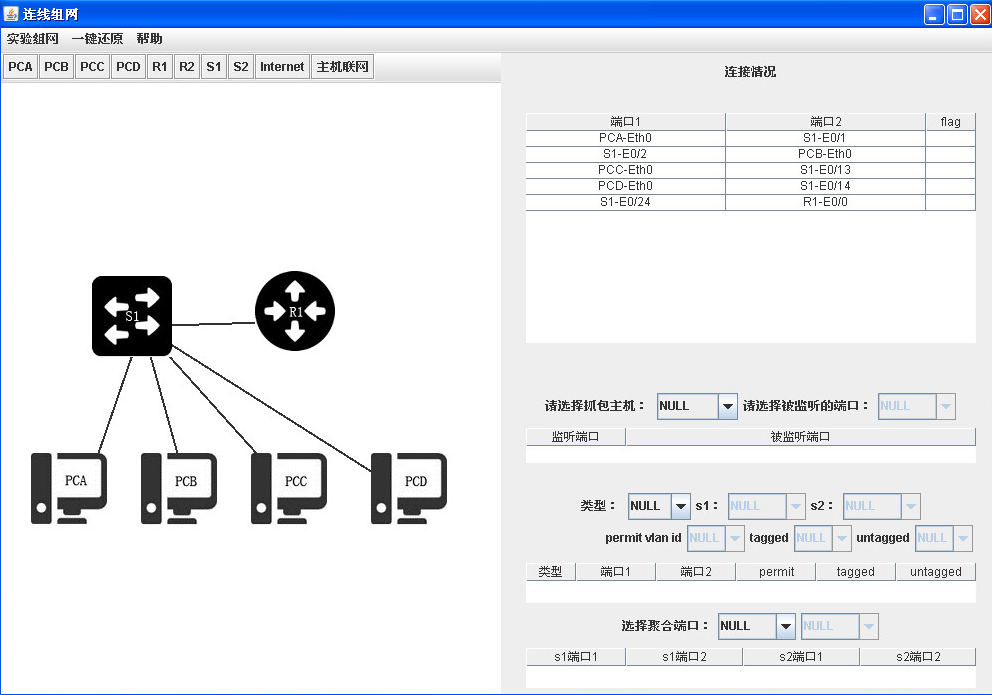 连线组网
实验组网 一键还原 帮助
PCA PCB PCC PCD R1 R2 S1 S2 Internet 主机联网
S1
R1
PCA
PCB
PCC
PCD
连接情况
端口1 端口2 flag
PCA-Eth0 S1-E0/1
S1-E0/2 PCB-Eth0
PCC-Eth0 S1-E0/13
PCD-Eth0 S1-E0/14
S1-E0/24 R1-E0/0
请选择抓包主机： NULL 请选择被监听的端口： NULL
监听端口 被监听端口
类型： NULL s1： NULL s2： NULL
permit vlan id NULL tagged NULL untagged NULL
类型 端口1 端口2 permit tagged untagged
选择聚合端口： NULL NULL
s1端口1 s1端口2 s2端口1 s2端口2